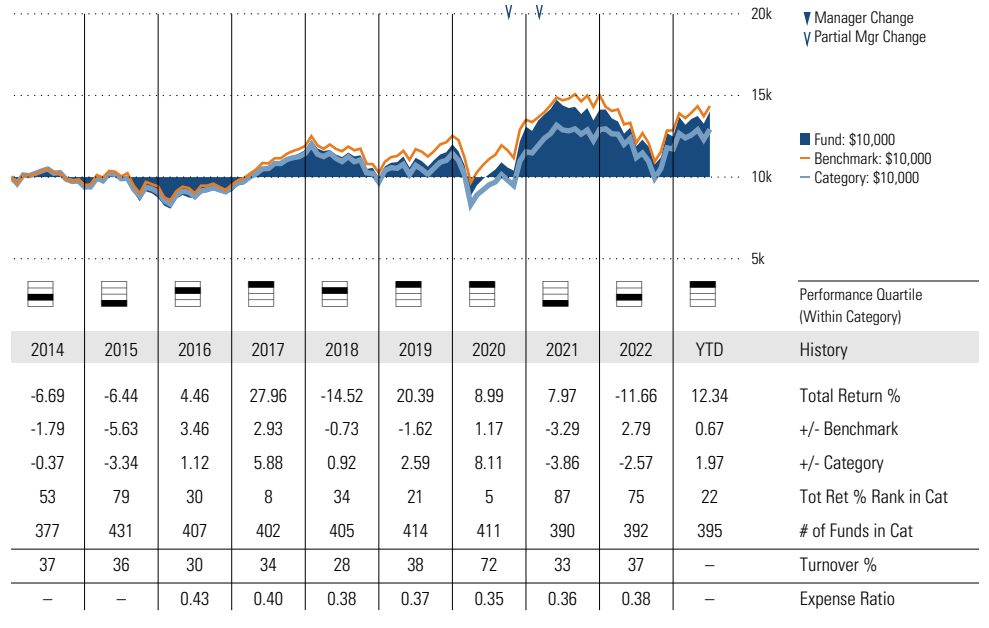 20k
Manager Change
Partial Mgr Change
15k
Fund: $10,000
Benchmark: $10,000
Category: $10,000
10k
5k
Performance Quartile
(Within Category)
2014 2015 2016 2017 2018 2019 2020 2021 2022 YTD History
-6.69 -6.44 4.46 27.96 -14.52 20.39 8.99 7.97 -11.66 12.34 Total Return %
-1.79 -5.63 3.46 2.93 -0.73 -1.62 1.17 -3.29 2.79 0.67 +/- Benchmark
-0.37 -3.34 1.12 5.88 0.92 2.59 8.11 -3.86 -2.57 1.97 +/- Category
53 79 30 8 34 21 5 87 75 22 Tot Ret % Rank in Cat
377 431 407 402 405 414 411 390 392 395 # of Funds in Cat
37 36 30 34 28 38 72 33 37 – Turnover %
– – 0.43 0.40 0.38 0.37 0.35 0.36 0.38 – Expense Ratio